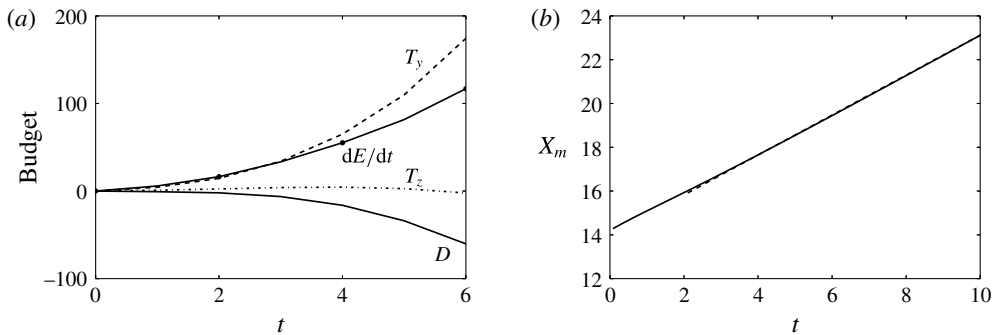 (a)
200
100
0
−100
Budget
T_y
dE/dt
T_z
D
0 2 4 6
t
(b)
24
22
20
18
16
14
12
X_m
0 2 4 6 8 10
t